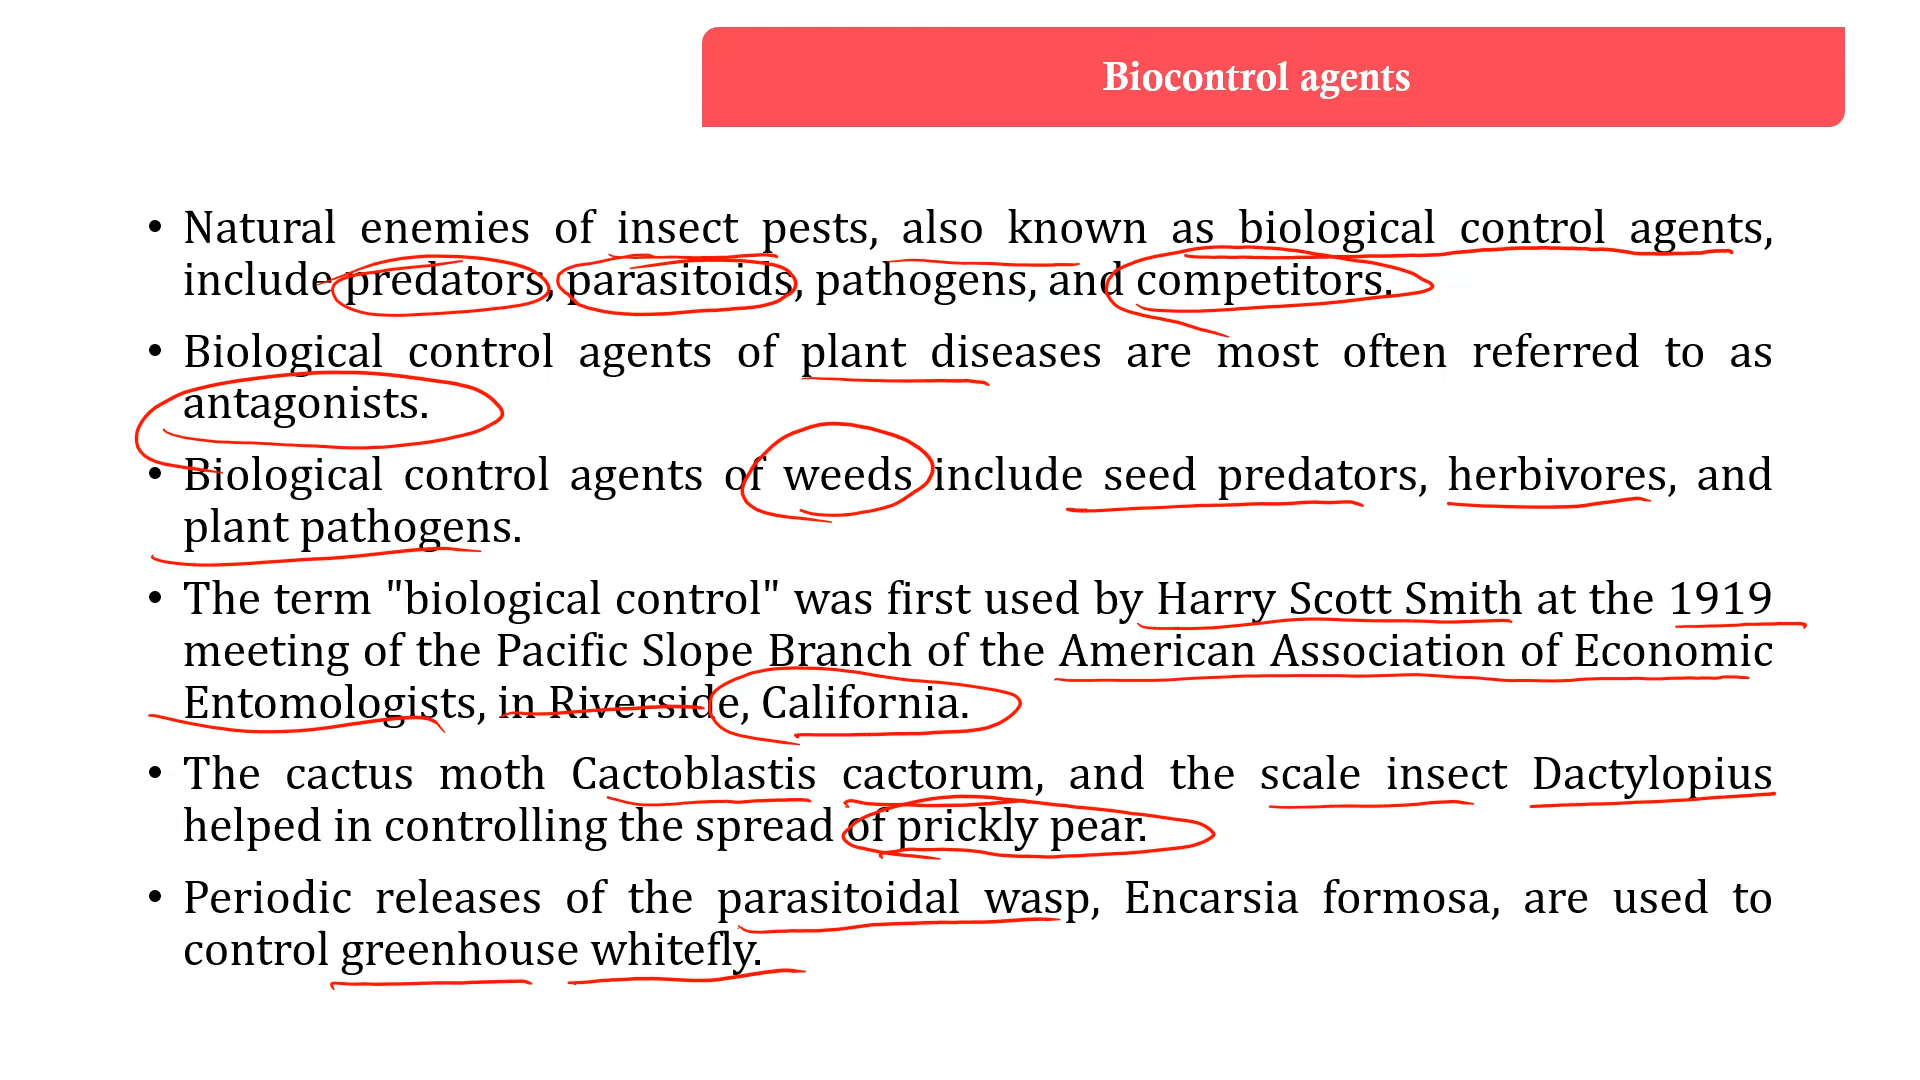 Biocontrol agents
• Natural enemies of insect pests, also known as biological control agents,
include predators, parasitoids, pathogens, and competitors.
• Biological control agents of plant diseases are most often referred to as
antagonists.
• Biological control agents of weeds include seed predators, herbivores, and
plant pathogens.
• The term "biological control" was first used by Harry Scott Smith at the 1919
meeting of the Pacific Slope Branch of the American Association of Economic
Entomologists, in Riverside, California.
• The cactus moth Cactoblastis cactorum, and the scale insect Dactylopius
helped in controlling the spread of prickly pear.
• Periodic releases of the parasitoidal wasp, Encarsia formosa, are used to
control greenhouse whitefly.